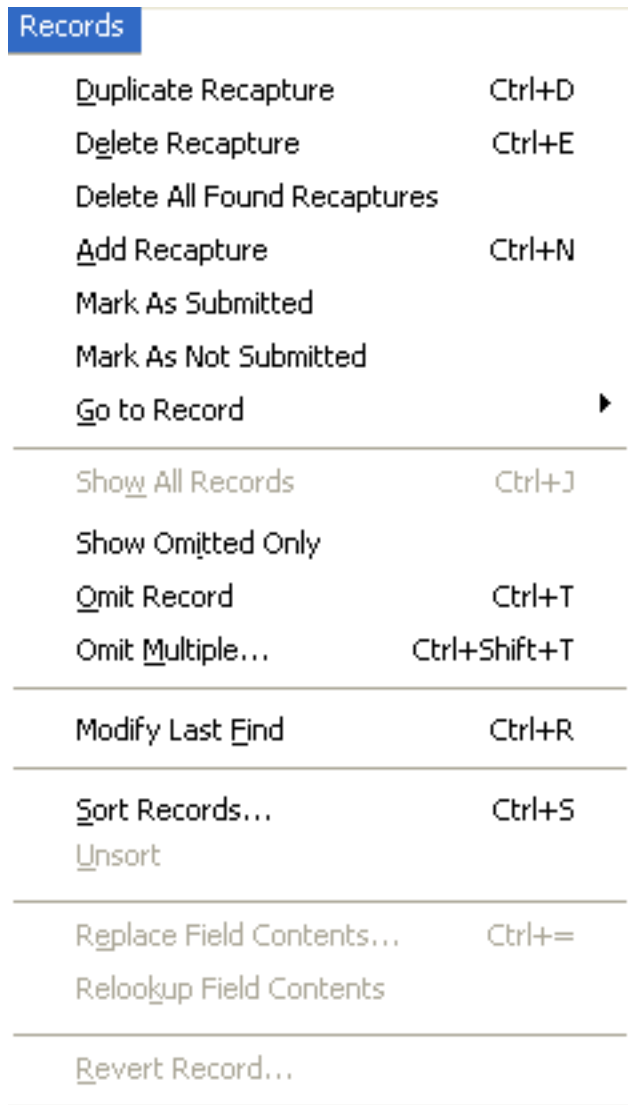 Records
Duplicate Recapture Ctrl+D
Delete Recapture Ctrl+E
Delete All Found Recaptures
Add Recapture Ctrl+N
Mark As Submitted
Mark As Not Submitted
Go to Record
Show All Records Ctrl+J
Show Omitted Only
Omit Record Ctrl+T
Omit Multiple... Ctrl+Shift+T
Modify Last Find Ctrl+R
Sort Records... Ctrl+S
Unsort
Replace Field Contents... Ctrl+=
Relookup Field Contents
Revert Record...